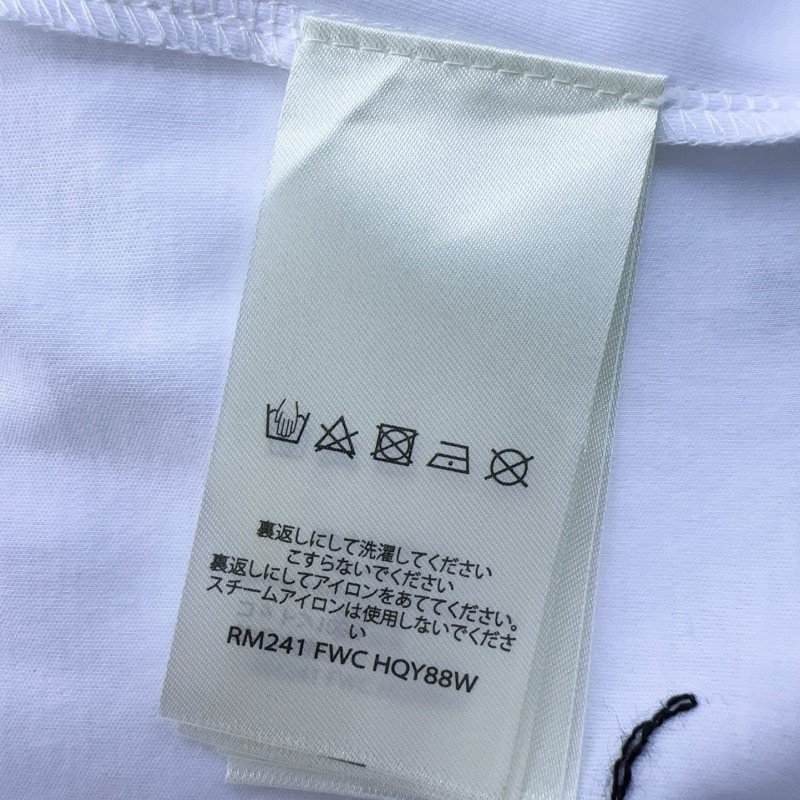 裏返しにして洗濯してください
こすらないでください
裏返しにしてアイロンをあててください。
スチームアイロンは使用しないでくださ
い
RM241 FWC HQY88W